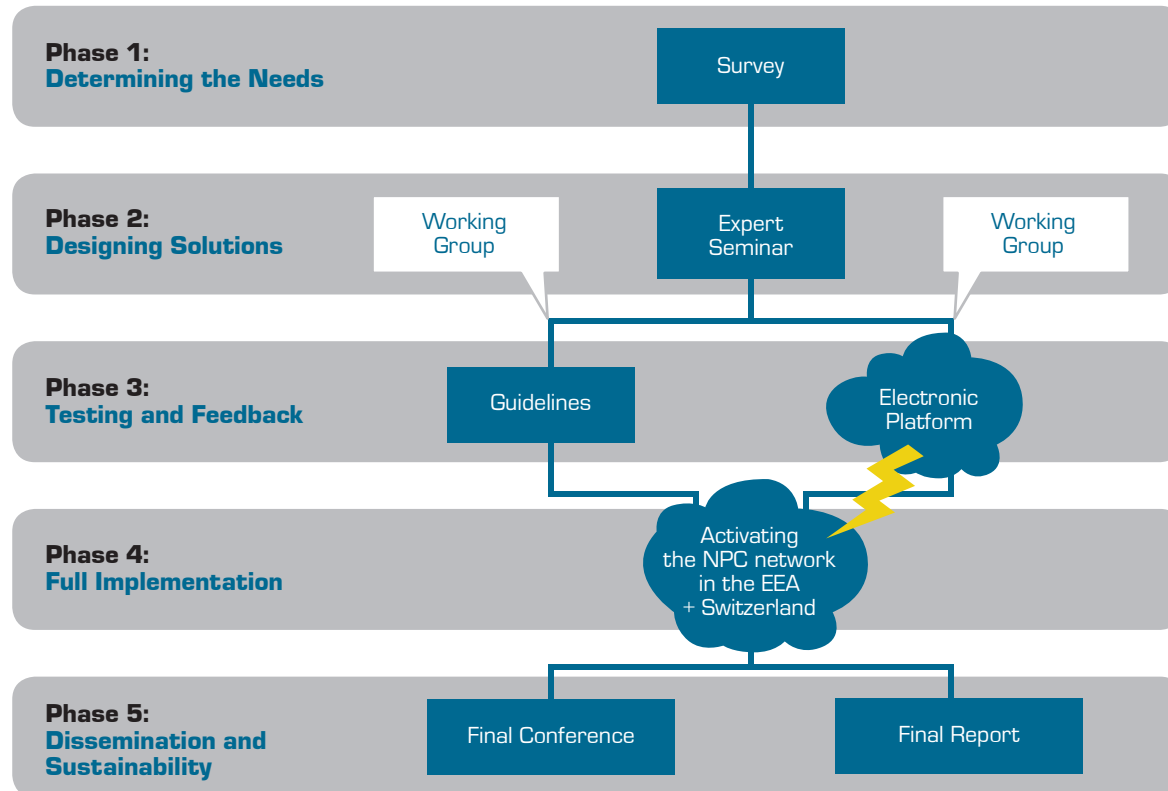 Phase 1:
Determining the Needs
Survey
Phase 2:
Designing Solutions
Working
Group
Expert
Seminar
Working
Group
Phase 3:
Testing and Feedback
Guidelines
Electronic
Platform
Phase 4:
Full Implementation
Activating
the NPC network
in the EEA
+ Switzerland
Phase 5:
Dissemination and
Sustainability
Final Conference
Final Report